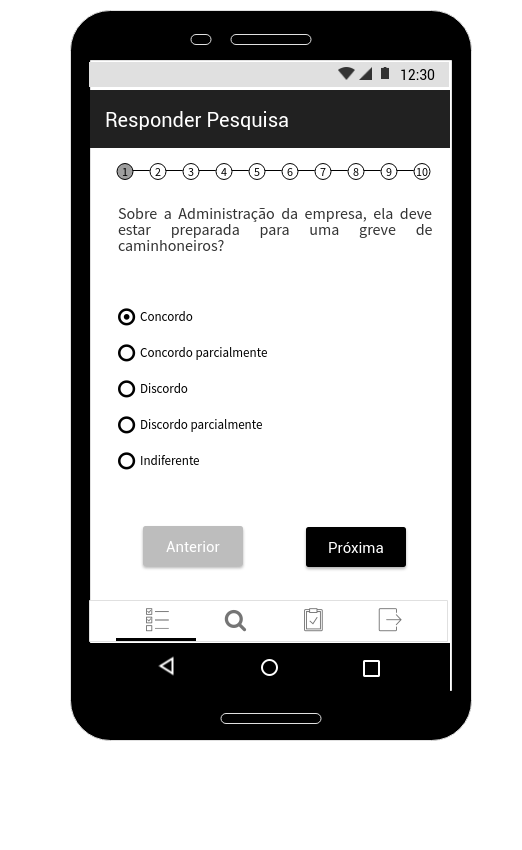 12:30
Responder Pesquisa
1 2 3 4 5 6 7 8 9 10
Sobre a Administração da empresa, ela deve
estar preparada para uma greve de
caminhoneiros?
Concordo
Concordo parcialmente
Discordo
Discordo parcialmente
Indiferente
Anterior Próxima